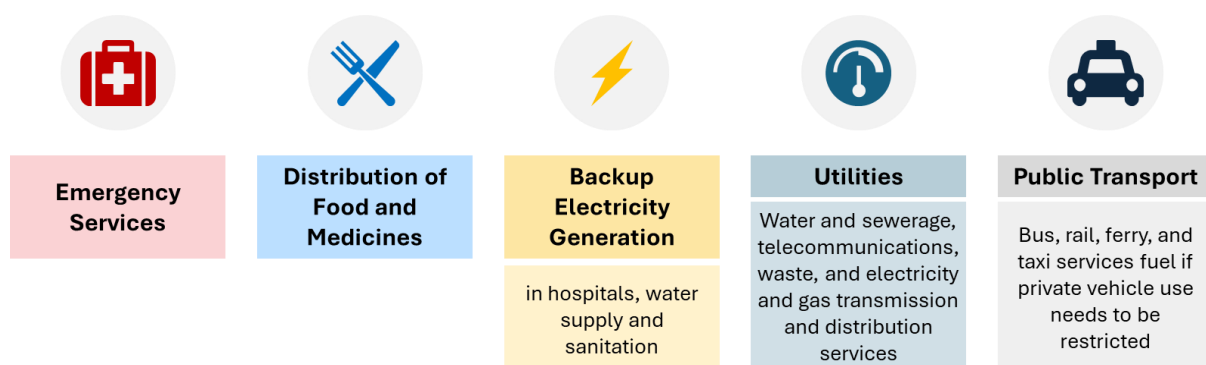 Emergency
Services
Distribution of
Food and
Medicines
Backup
Electricity
Generation
in hospitals, water
supply and
sanitation
Utilities
Water and sewerage,
telecommunications,
waste, and electricity
and gas transmission
and distribution
services
Public Transport
Bus, rail, ferry, and
taxi services fuel if
private vehicle use
needs to be
restricted